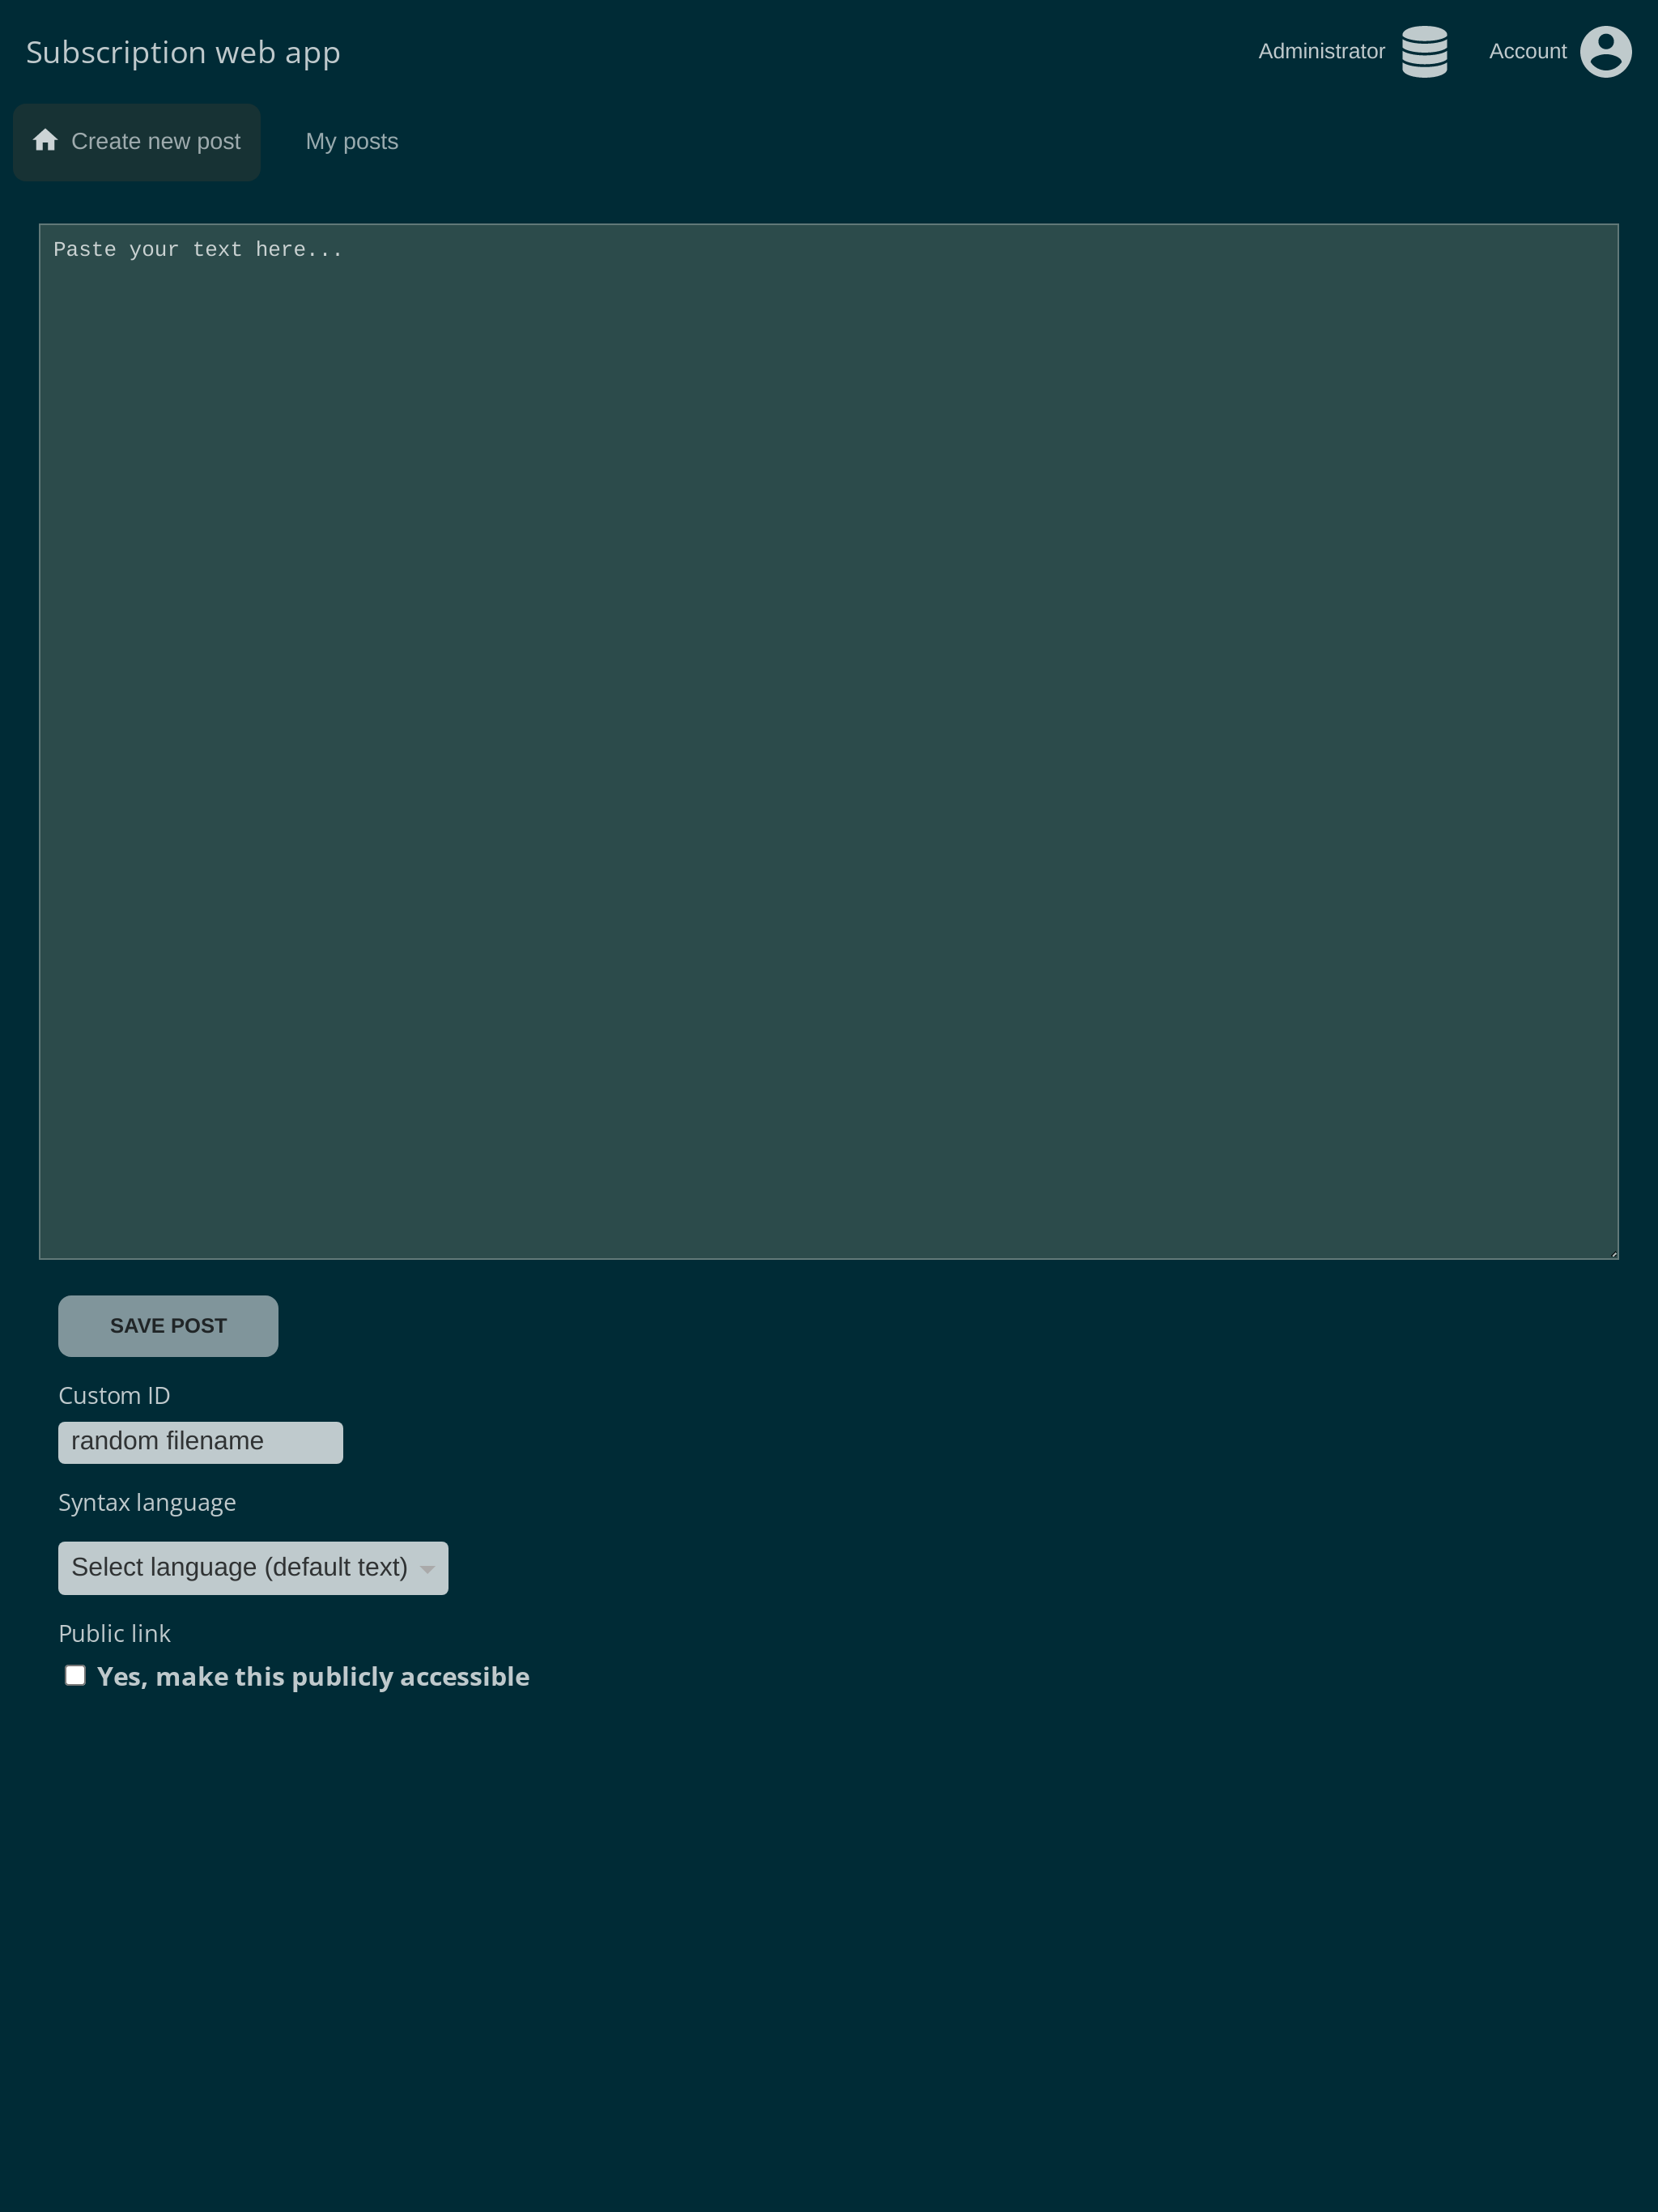 Subscription web app
Administrator
Account
Create new post
My posts
Paste your text here...
SAVE POST
Custom ID
random filename
Syntax language
Select language (default text)
Public link
Yes, make this publicly accessible